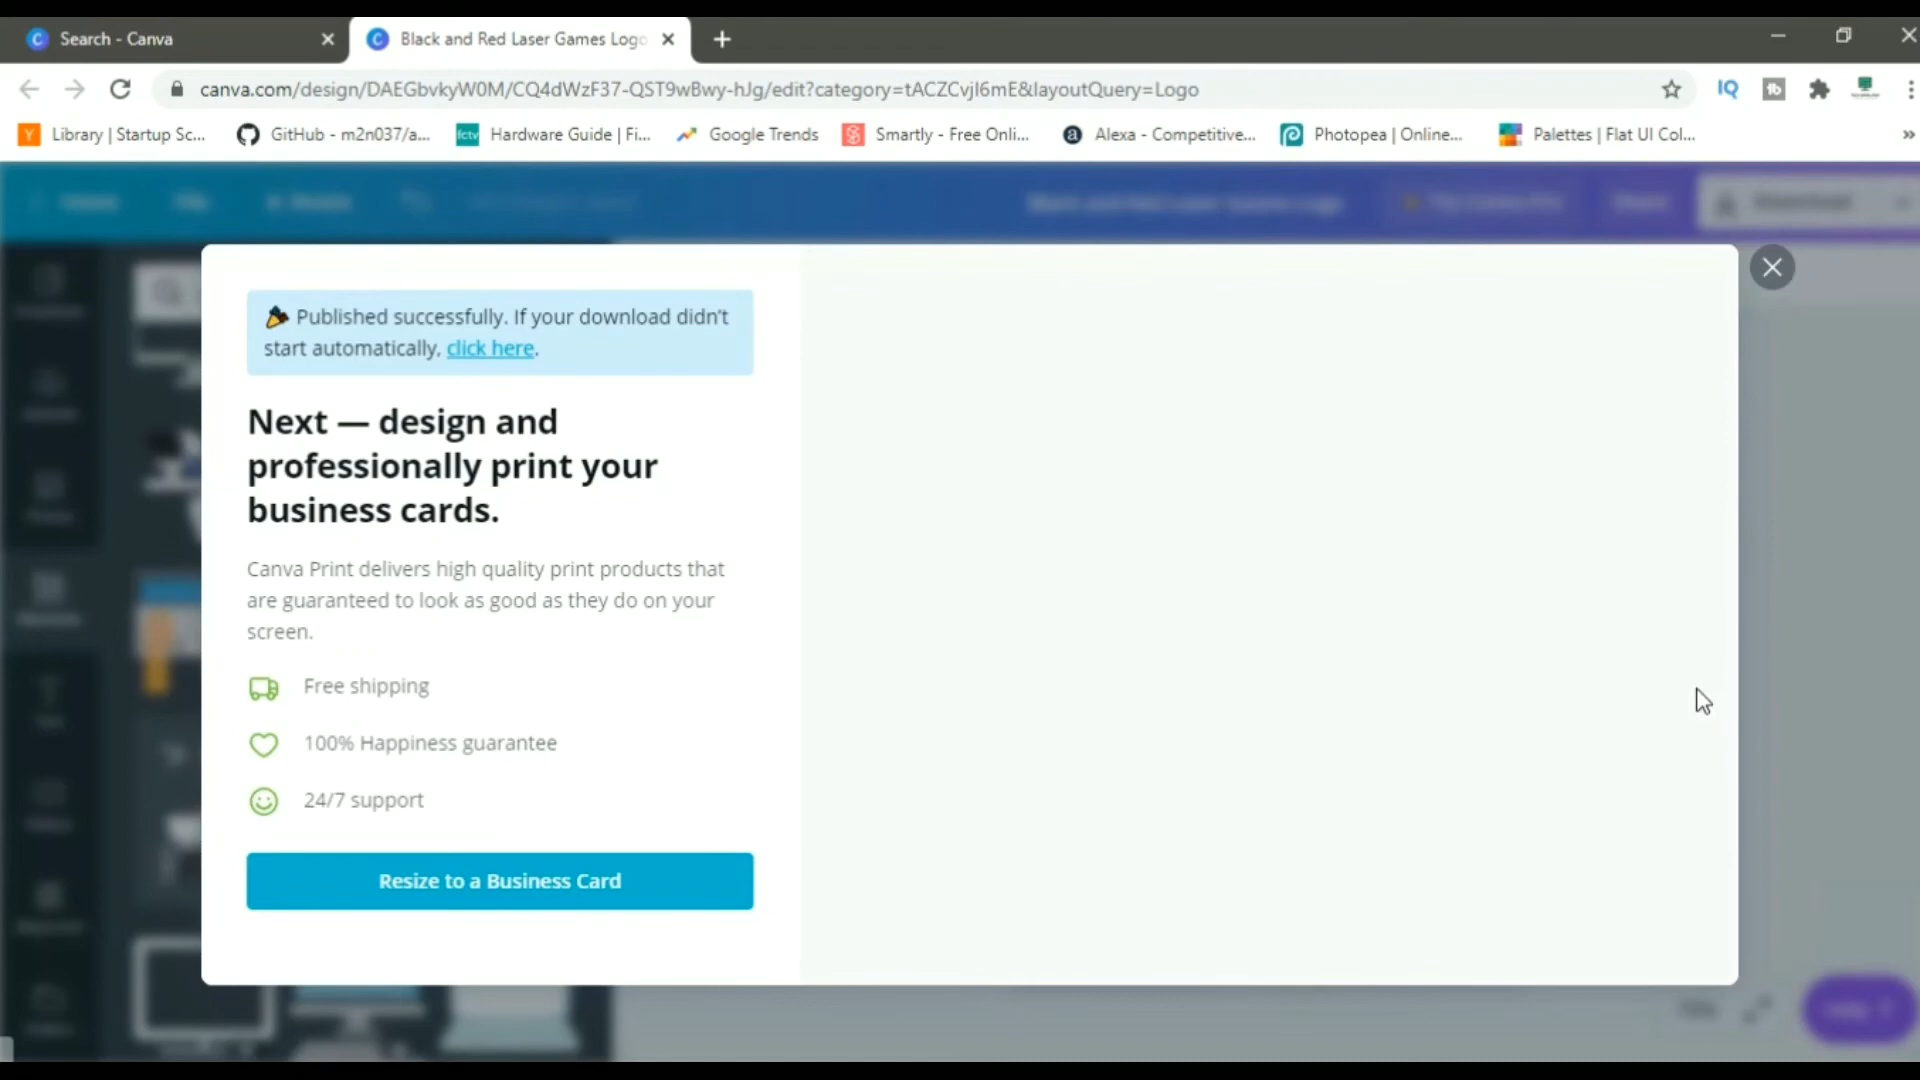 Search - Canva
Black and Red Laser Games Logo
canva.com/design/DAEGbvkyW0M/CQ4dWzF37-QST9wBwy-hJg/edit?category=tACZCvjI6mE&layoutQuery=Logo
IQ
Library | Startup Sc...
GitHub - m2n037/a...
fctv
Hardware Guide | Fi...
Google Trends
Smartly - Free Onli...
Alexa - Competitive...
Photopea | Online...
Palettes | Flat UI Col...
Published successfully. If your download didn't
start automatically, click here.
Next — design and
professionally print your
business cards.
Canva Print delivers high quality print products that
are guaranteed to look as good as they do on your
screen.
Free shipping
100% Happiness guarantee
24/7 support
Resize to a Business Card